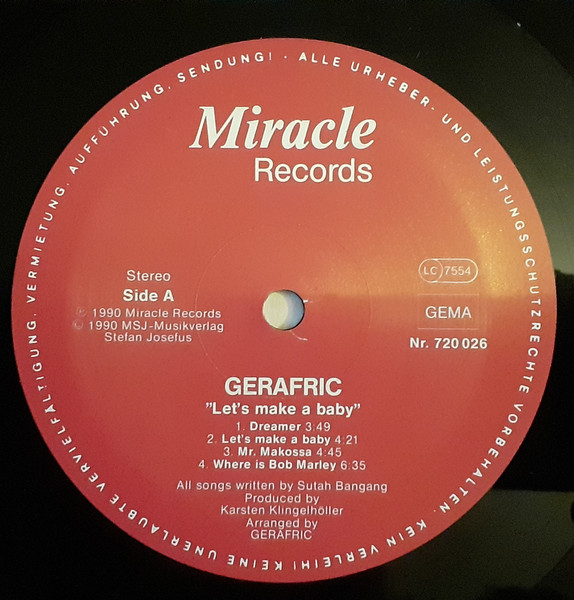 ALLE URHEBER- UND LEISTUNGSSCHUTZRECHTE VORBEHALTEN. KEIN VERLEIH! KEINE UNERLAUBTE VERVIELFÄLTIGUNG, VERMIETUNG, AUFFÜHRUNG, SENDUNG! ·
Miracle
Records
Stereo
Side A
℗ 1990 Miracle Records
© 1990 MSJ-Musikverlag
Stefan Josefus
LC 7554
GEMA
Nr. 720 026
GERAFRIC
"Let's make a baby"
1. Dreamer 3:49
2. Let's make a baby 4:21
3. Mr. Makossa 4:45
4. Where is Bob Marley 6:35
All songs written by Sutah Bangang
Produced by
Karsten Klingelhöller
Arranged by
GERAFRIC